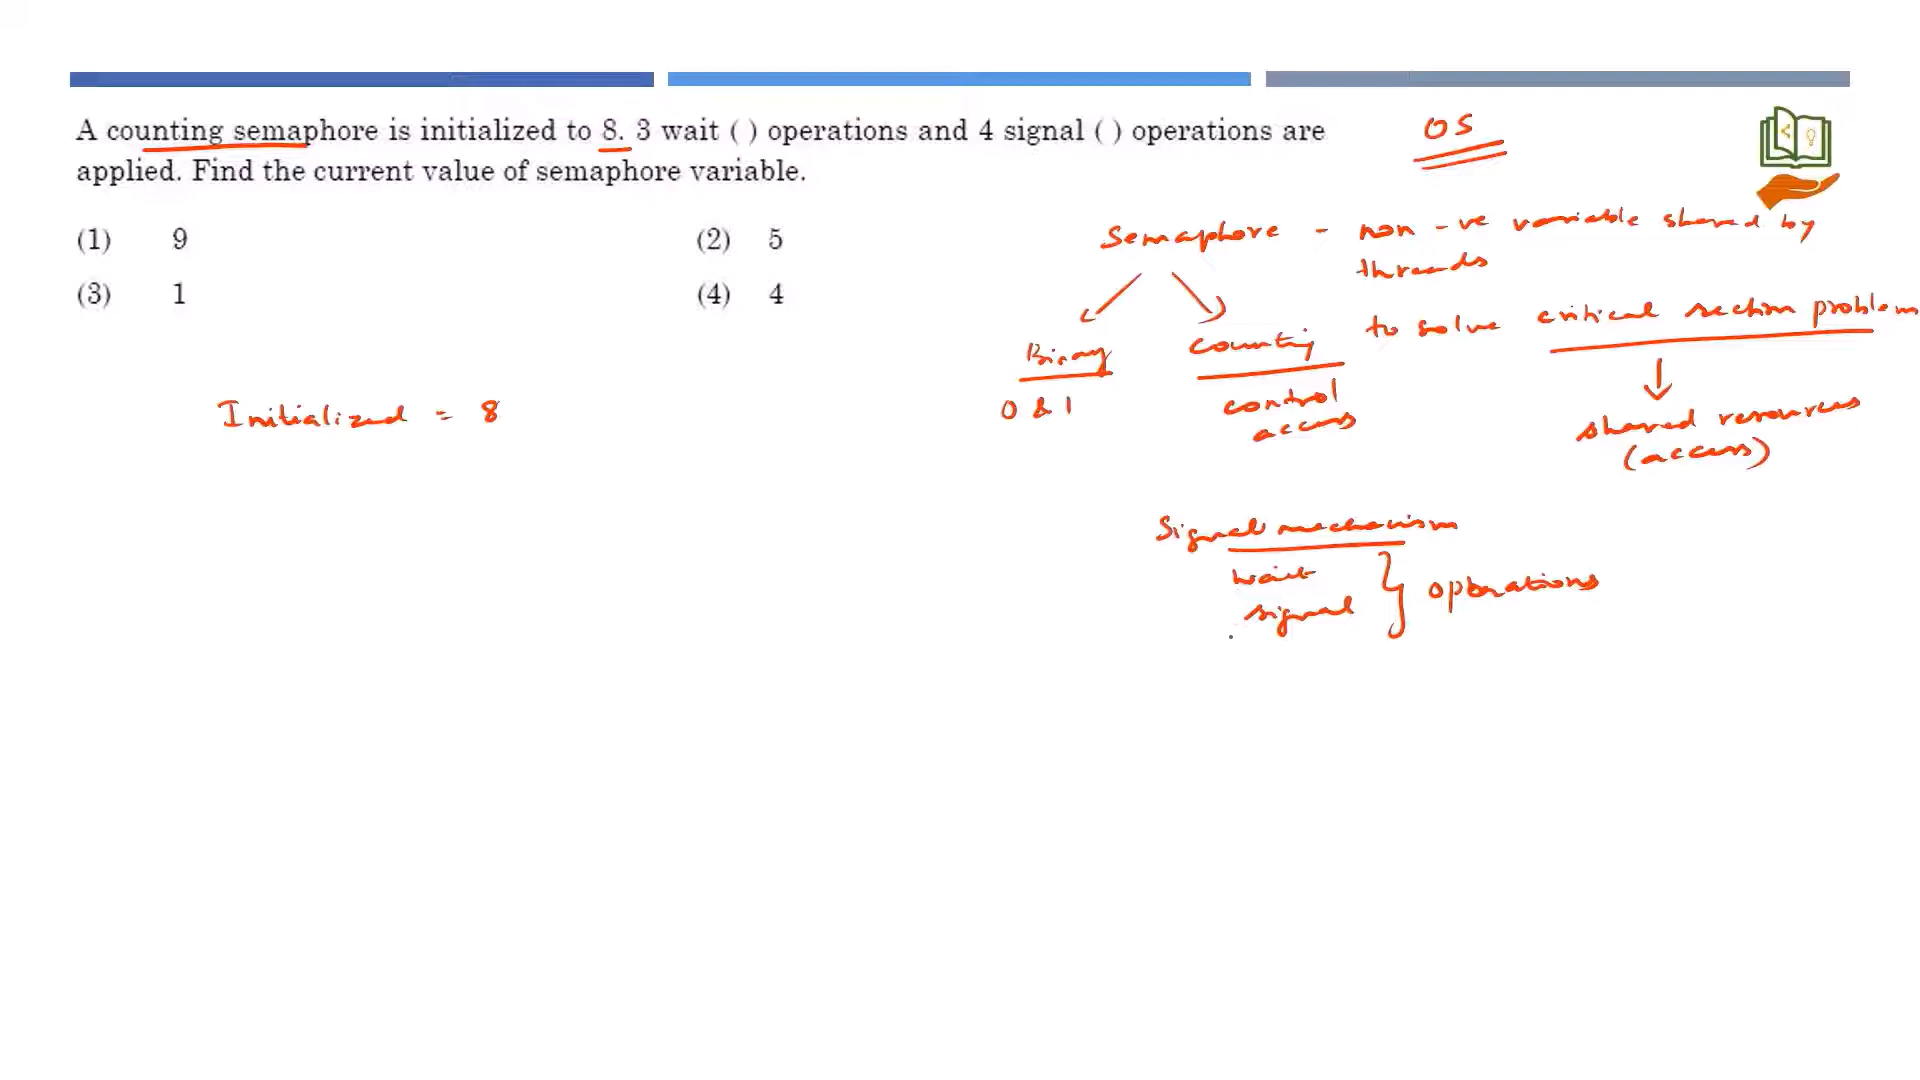 A counting semaphore is initialized to 8. 3 wait ( ) operations and 4 signal ( ) operations are
applied. Find the current value of semaphore variable.
(1) 9 (2) 5
(3) 1 (4) 4
OS
Semaphore - non -ve variable shared by
threads
to solve critical section problem
Binary
0 & 1
counting
control
access
shared resources
(access)
Initialized = 8
Signal mechanism
wait
signal
operations